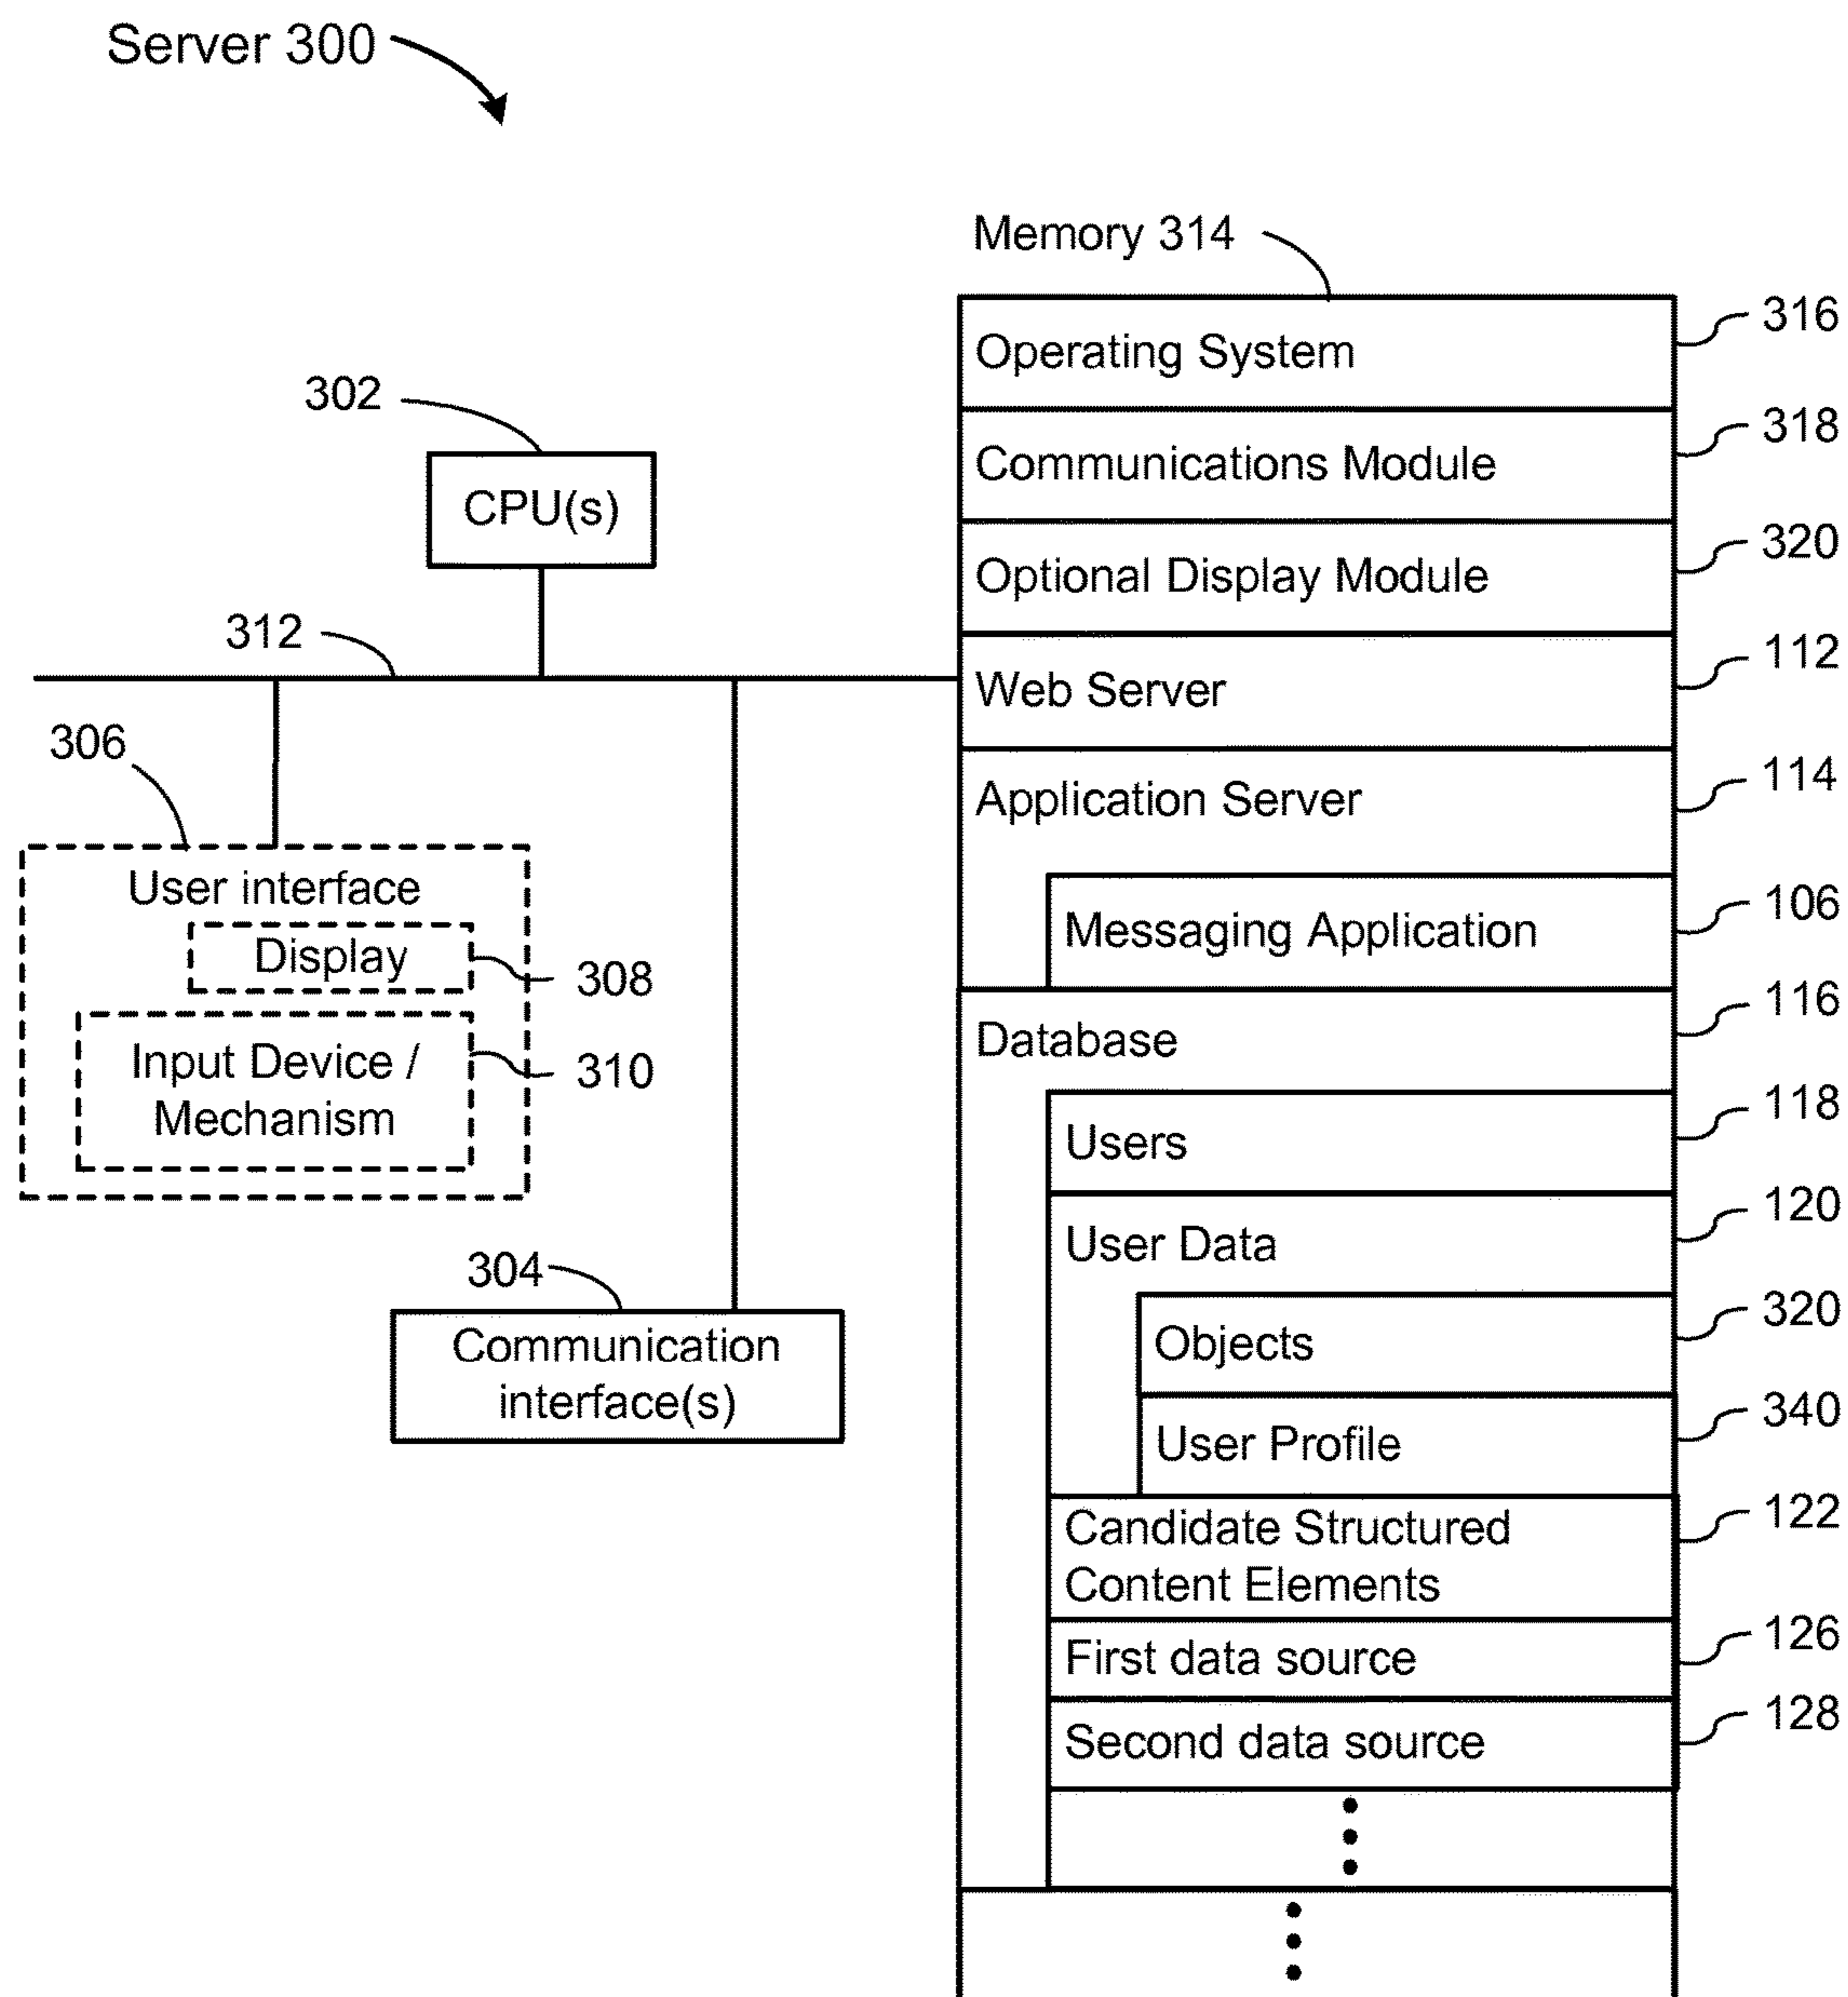 Server 300
Memory 314
Operating System
316
Communications Module
318
Optional Display Module
320
Web Server
112
Application Server
114
Messaging Application
106
Database
116
Users
118
User Data
120
Objects
320
User Profile
340
Candidate Structured
Content Elements
122
First data source
126
Second data source
128
302
CPU(s)
312
306
User interface
Display
308
Input Device /
Mechanism
310
304
Communication
interface(s)